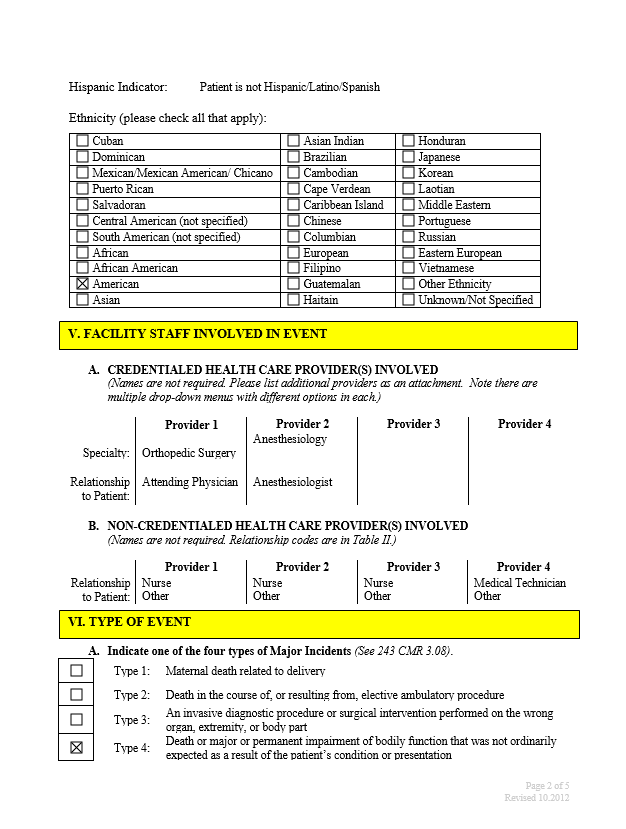 Hispanic Indicator: Patient is not Hispanic/Latino/Spanish
Ethnicity (please check all that apply):
☐ Cuban ☐ Asian Indian ☐ Honduran
☐ Dominican ☐ Brazilian ☐ Japanese
☐ Mexican/Mexican American/ Chicano ☐ Cambodian ☐ Korean
☐ Puerto Rican ☐ Cape Verdean ☐ Laotian
☐ Salvadoran ☐ Caribbean Island ☐ Middle Eastern
☐ Central American (not specified) ☐ Chinese ☐ Portuguese
☐ South American (not specified) ☐ Columbian ☐ Russian
☐ African ☐ European ☐ Eastern European
☐ African American ☐ Filipino ☐ Vietnamese
☒ American ☐ Guatemalan ☐ Other Ethnicity
☐ Asian ☐ Haitain ☐ Unknown/Not Specified
V. FACILITY STAFF INVOLVED IN EVENT
A. CREDENTIALED HEALTH CARE PROVIDER(S) INVOLVED
(Names are not required. Please list additional providers as an attachment. Note there are
multiple drop-down menus with different options in each.)
Provider 1 Provider 2 Provider 3 Provider 4
Anesthesiology
Specialty: Orthopedic Surgery
Relationship Attending Physician Anesthesiologist
to Patient:
B. NON-CREDENTIALED HEALTH CARE PROVIDER(S) INVOLVED
(Names are not required. Relationship codes are in Table II.)
Provider 1 Provider 2 Provider 3 Provider 4
Relationship Nurse Nurse Nurse Medical Technician
to Patient: Other Other Other Other
VI. TYPE OF EVENT
A. Indicate one of the four types of Major Incidents (See 243 CMR 3.08).
☐ Type 1: Maternal death related to delivery
☐ Type 2: Death in the course of, or resulting from, elective ambulatory procedure
☐ Type 3: An invasive diagnostic procedure or surgical intervention performed on the wrong
organ, extremity, or body part
☒ Type 4: Death or major or permanent impairment of bodily function that was not ordinarily
expected as a result of the patient's condition or presentation
Page 2 of 5
Revised 10.2012